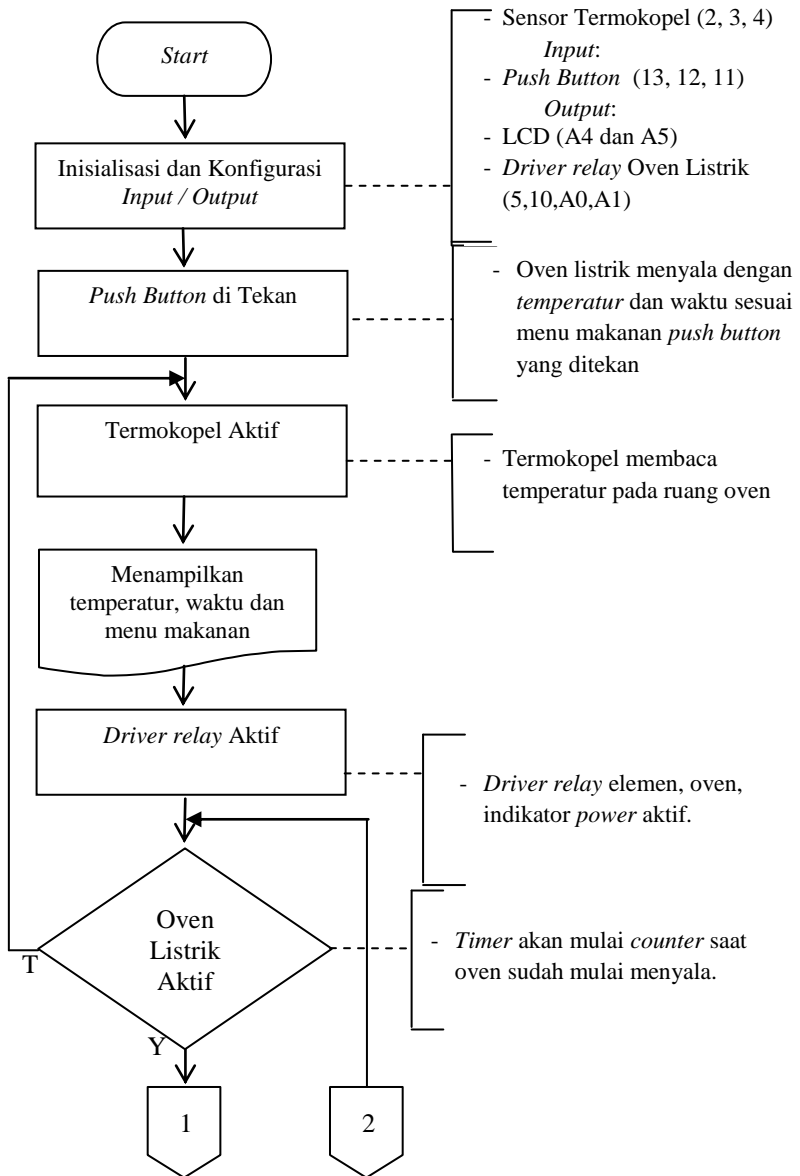 Start
- Sensor Termokopel (2, 3, 4)
Input:
- Push Button (13, 12, 11)
Output:
- LCD (A4 dan A5)
- Driver relay Oven Listrik
(5,10,A0,A1)
Inisialisasi dan Konfigurasi
Input / Output
Push Button di Tekan
- Oven listrik menyala dengan
temperatur dan waktu sesuai
menu makanan push button
yang ditekan
Termokopel Aktif
- Termokopel membaca
temperatur pada ruang oven
Menampilkan
temperatur, waktu dan
menu makanan
Driver relay Aktif
- Driver relay elemen, oven,
indikator power aktif.
Oven
Listrik
Aktif
- Timer akan mulai counter saat
oven sudah mulai menyala.
T
Y
1
2